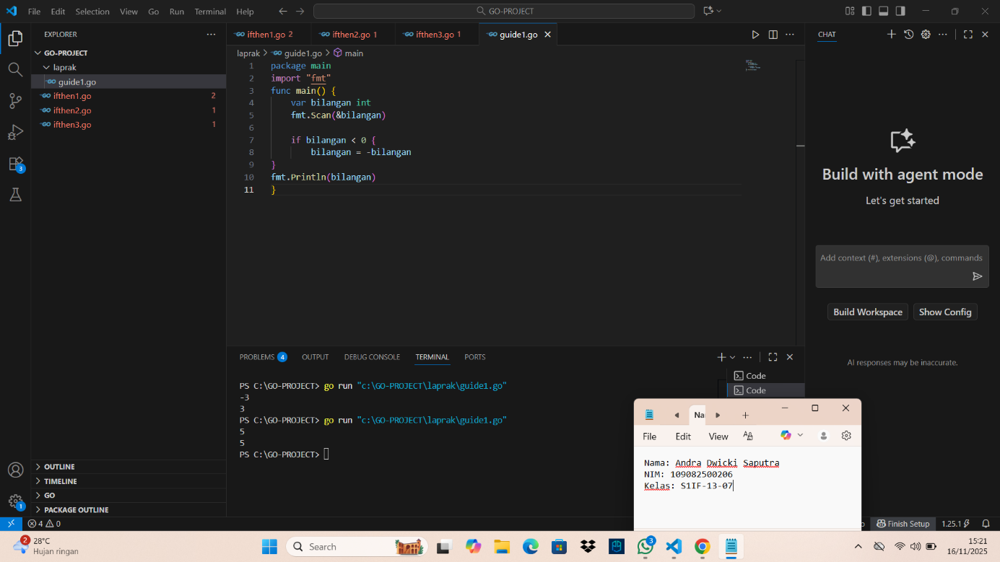 File Edit Selection View Go Run Terminal Help
GO-PROJECT
EXPLORER
GO-PROJECT
laprak
guide1.go
ifthen1.go 2
ifthen2.go 1
ifthen3.go 1
OUTLINE
TIMELINE
GO
PACKAGE OUTLINE
3
1
ifthen1.go 2 ifthen2.go 1 ifthen3.go 1 guide1.go
laprak > guide1.go > main
1 package main
2 import "fmt"
3 func main() {
4 var bilangan int
5 fmt.Scan(&bilangan)
6
7 if bilangan < 0 {
8 bilangan = -bilangan
9 }
10 fmt.Println(bilangan)
11 }
PROBLEMS 4 OUTPUT DEBUG CONSOLE TERMINAL PORTS
PS C:\GO-PROJECT> go run "c:\GO-PROJECT\laprak\guide1.go"
-3
3
PS C:\GO-PROJECT> go run "c:\GO-PROJECT\laprak\guide1.go"
5
5
PS C:\GO-PROJECT>
Code
Code
CHAT
Build with agent mode
Let's get started
Add context (#), extensions (@), commands
Build Workspace Show Config
AI responses may be inaccurate.
Na
File Edit View
Nama: Andra Dwicki Saputra
NIM: 109082500206
Kelas: S1IF-13-07
4 0
Finish Setup 1.25.1
2
28°C
Hujan ringan
Search
3
15:21
16/11/2025